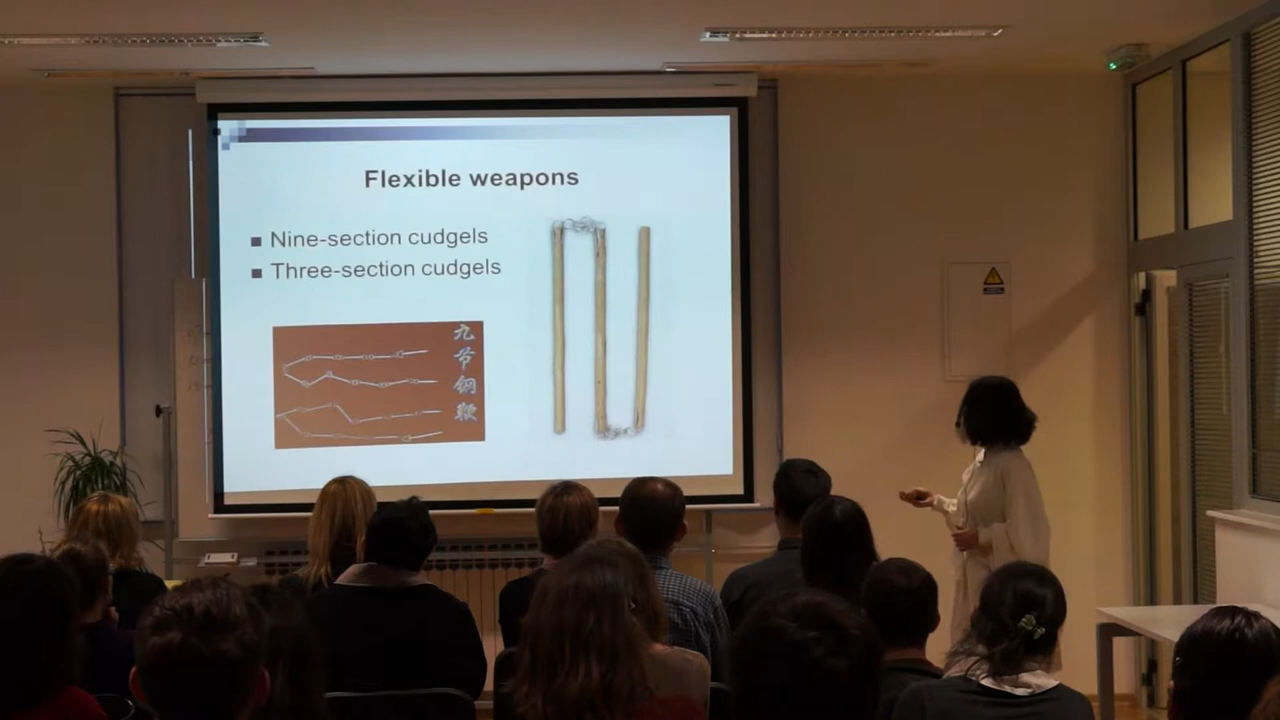 Flexible weapons
Nine-section cudgels
Three-section cudgels
九节钢鞭